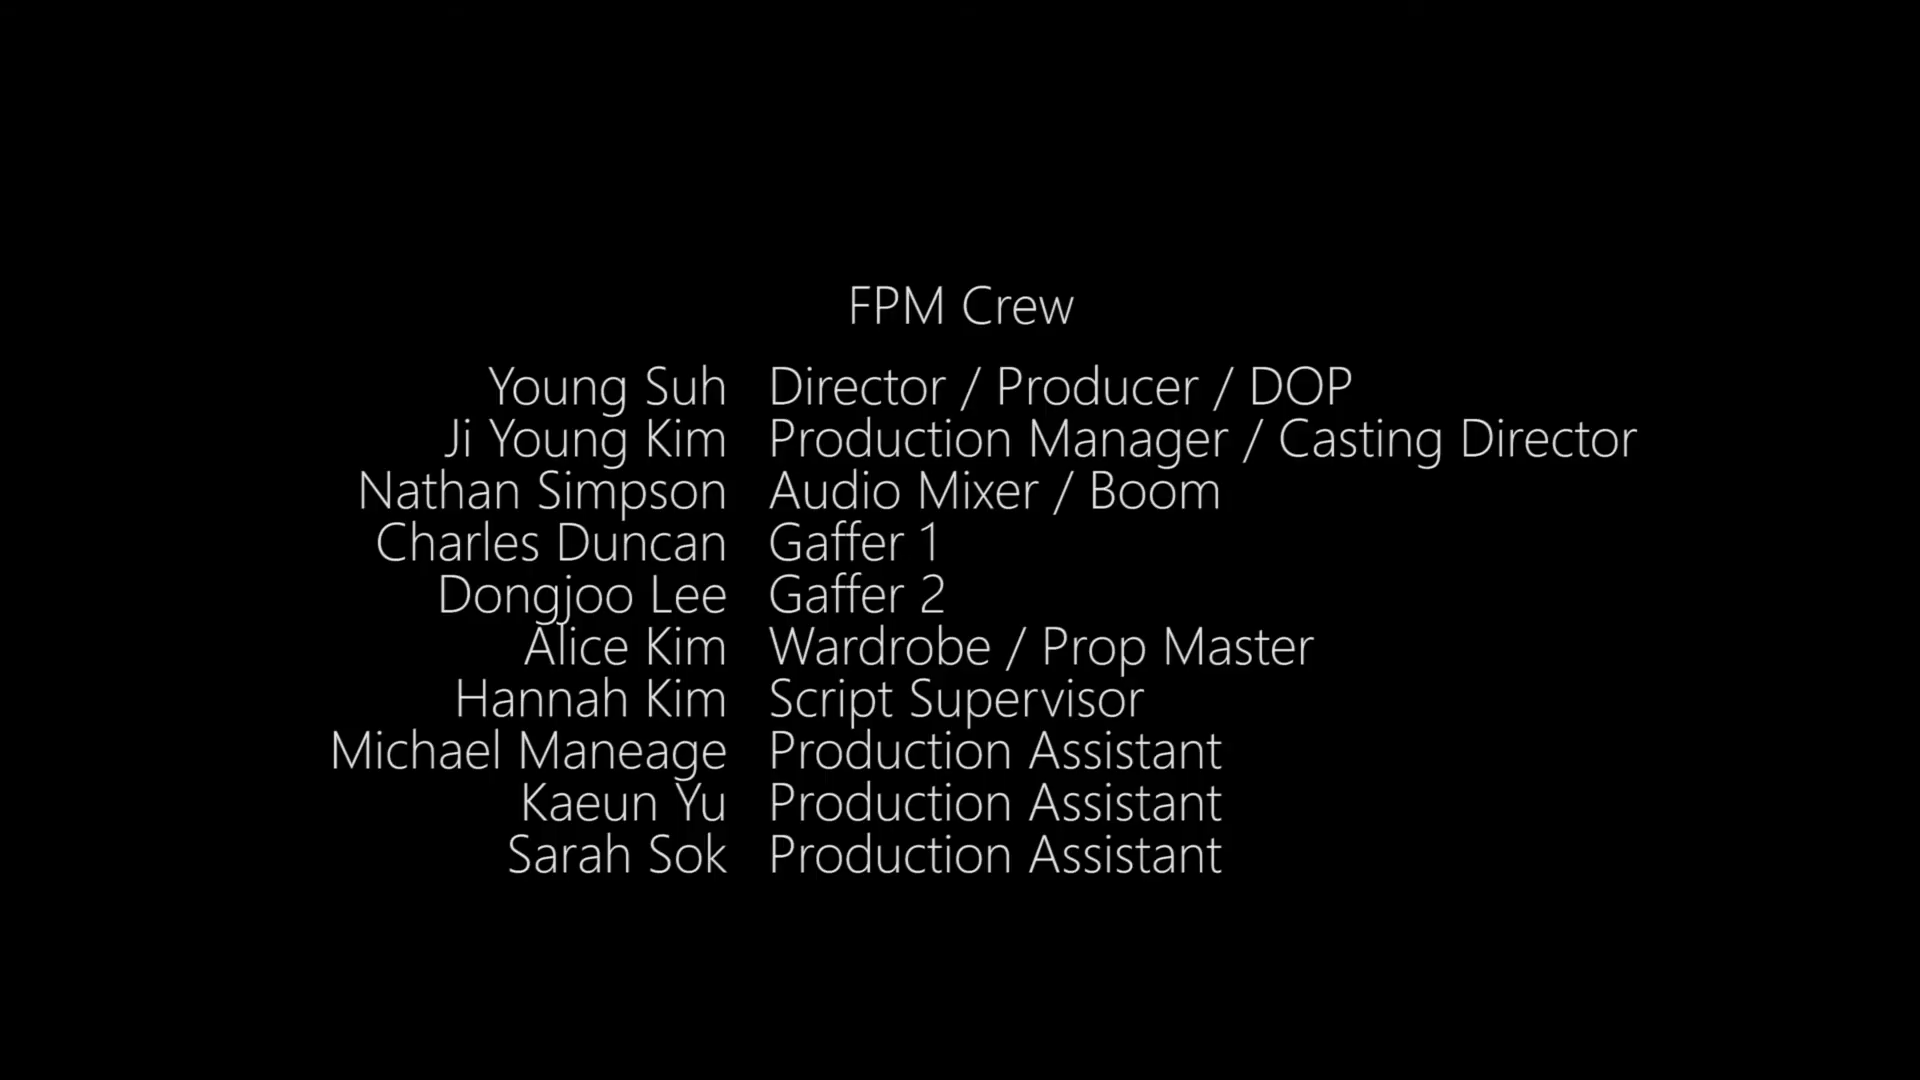 FPM Crew
Young Suh Director / Producer / DOP
Ji Young Kim Production Manager / Casting Director
Nathan Simpson Audio Mixer / Boom
Charles Duncan Gaffer 1
Dongjoo Lee Gaffer 2
Alice Kim Wardrobe / Prop Master
Hannah Kim Script Supervisor
Michael Maneage Production Assistant
Kaeun Yu Production Assistant
Sarah Sok Production Assistant